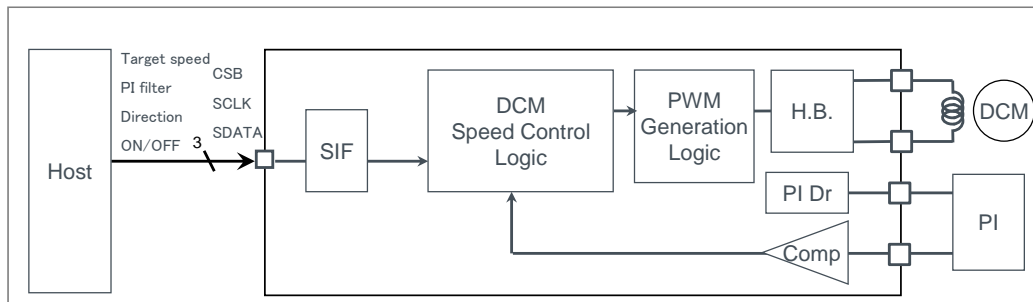 Target speed
PI filter
Direction
ON/OFF
CSB
SCLK
SDATA
3
Host
SIF
DCM
Speed Control
Logic
PWM
Generation
Logic
H.B.
DCM
PI Dr
PI
Comp